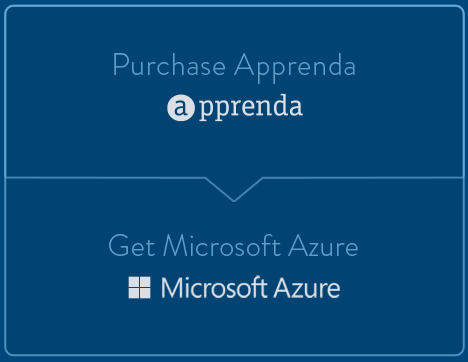 Purchase Apprenda
apprenda
Get Microsoft Azure
Microsoft Azure